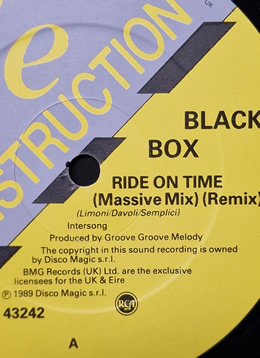 UK
e
STRUCTION
BLACK
BOX
RIDE ON TIME
(Massive Mix) (Remix)
(Limoni/Davoli/Semplici)
Intersong
Produced by Groove Groove Melody
The copyright in this sound recording is owned
by Disco Magic s.r.l.
BMG Records (UK) Ltd. are the exclusive
licensees for the UK & Eire
℗ 1989 Disco Magic s.r.l.
43242
RCA
A